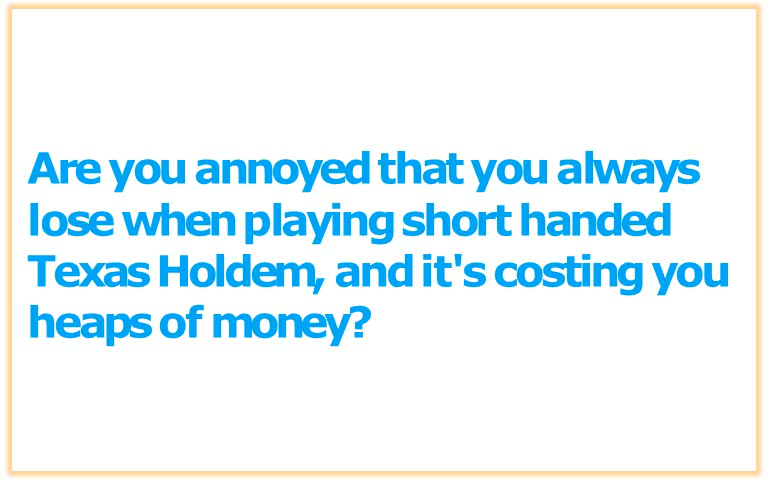 Are you annoyed that you always
lose when playing short handed
Texas Holdem, and it's costing you
heaps of money?